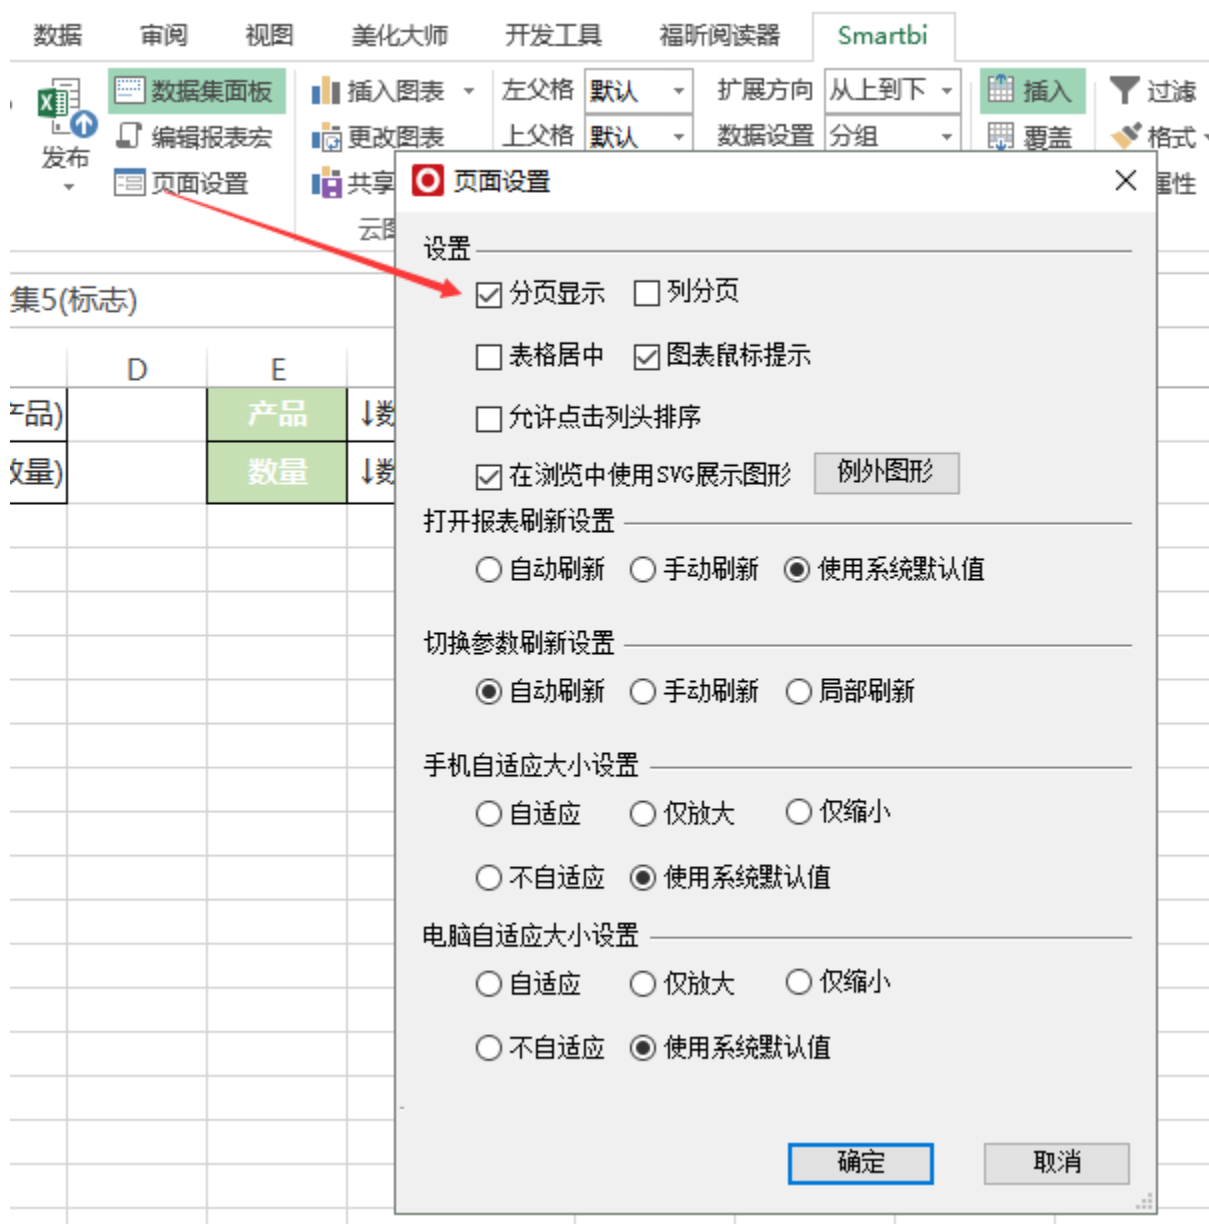 数据 审阅 视图 美化大师 开发工具 福昕阅读器 Smartbi
数据集面板 插入图表 左父格 默认 扩展方向 从上到下 插入 过滤
发布 编辑报表宏 更改图表 上父格 默认 数据设置 分组 覆盖 格式
页面设置 共享 页面设置 属性
云图
设置
分页显示 列分页
集5(标志)
表格居中 图表鼠标提示
D E
产品) 产品 ↓数
允许点击列头排序
数量) 数量 ↓数
在浏览中使用SVG展示图形 例外图形
打开报表刷新设置
自动刷新 手动刷新 使用系统默认值
切换参数刷新设置
自动刷新 手动刷新 局部刷新
手机自适应大小设置
自适应 仅放大 仅缩小
不自适应 使用系统默认值
电脑自适应大小设置
自适应 仅放大 仅缩小
不自适应 使用系统默认值
确定 取消